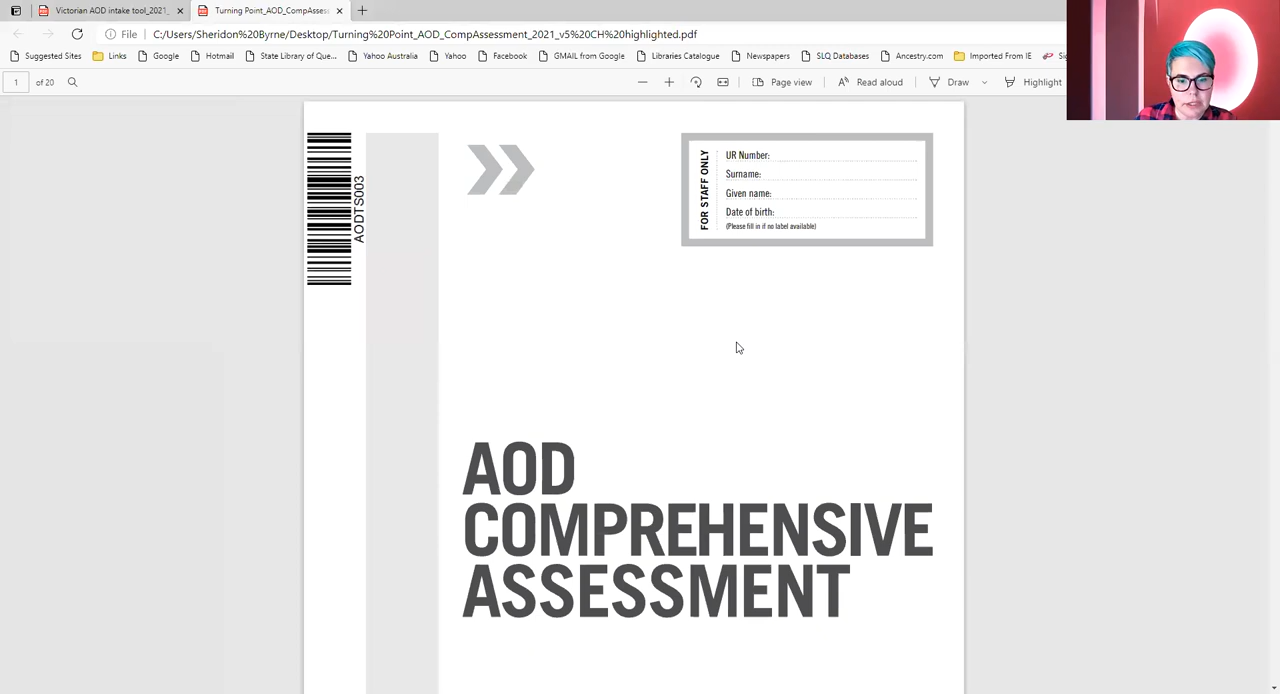 Victorian AOD intake tool_2021_
Turning Point_AOD_CompAssess
File
C:/Users/Sheridon%20Byrne/Desktop/Turning%20Point_AOD_CompAssessment_2021_v5%20CH%20highlighted.pdf
Suggested Sites
Links
Google
Hotmail
State Library of Que...
Yahoo Australia
Yahoo
Facebook
GMAIL from Google
Libraries Catalogue
Newspapers
SLQ Databases
Ancestry.com
Imported From IE
1 of 20
Page view
Read aloud
Draw
Highlight
AODTS003
FOR STAFF ONLY
UR Number:
Surname:
Given name:
Date of birth:
(Please fill in if no label available)
AOD
COMPREHENSIVE
ASSESSMENT